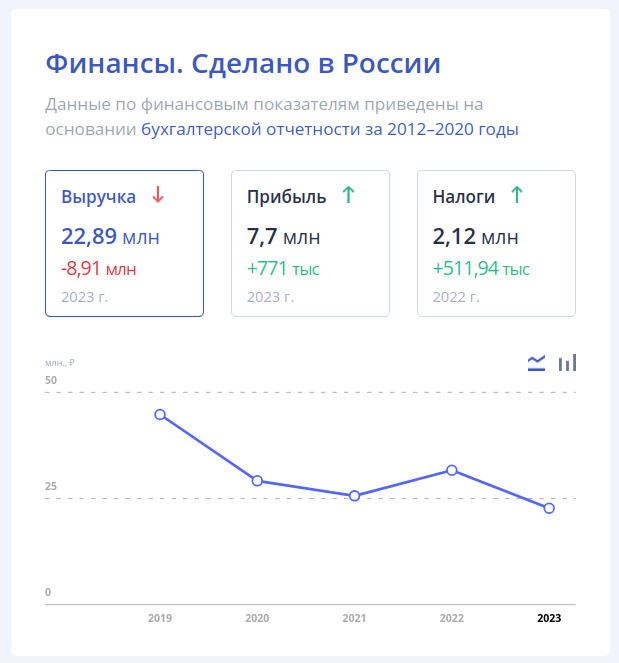 Финансы. Сделано в России
Данные по финансовым показателям приведены на
основании бухгалтерской отчетности за 2012–2020 годы
Выручка
22,89 млн
-8,91 млн
2023 г.
Прибыль
7,7 млн
+771 тыс
2023 г.
Налоги
2,12 млн
+511,94 тыс
2022 г.
млн., ₽
50
25
0
2019 2020 2021 2022 2023